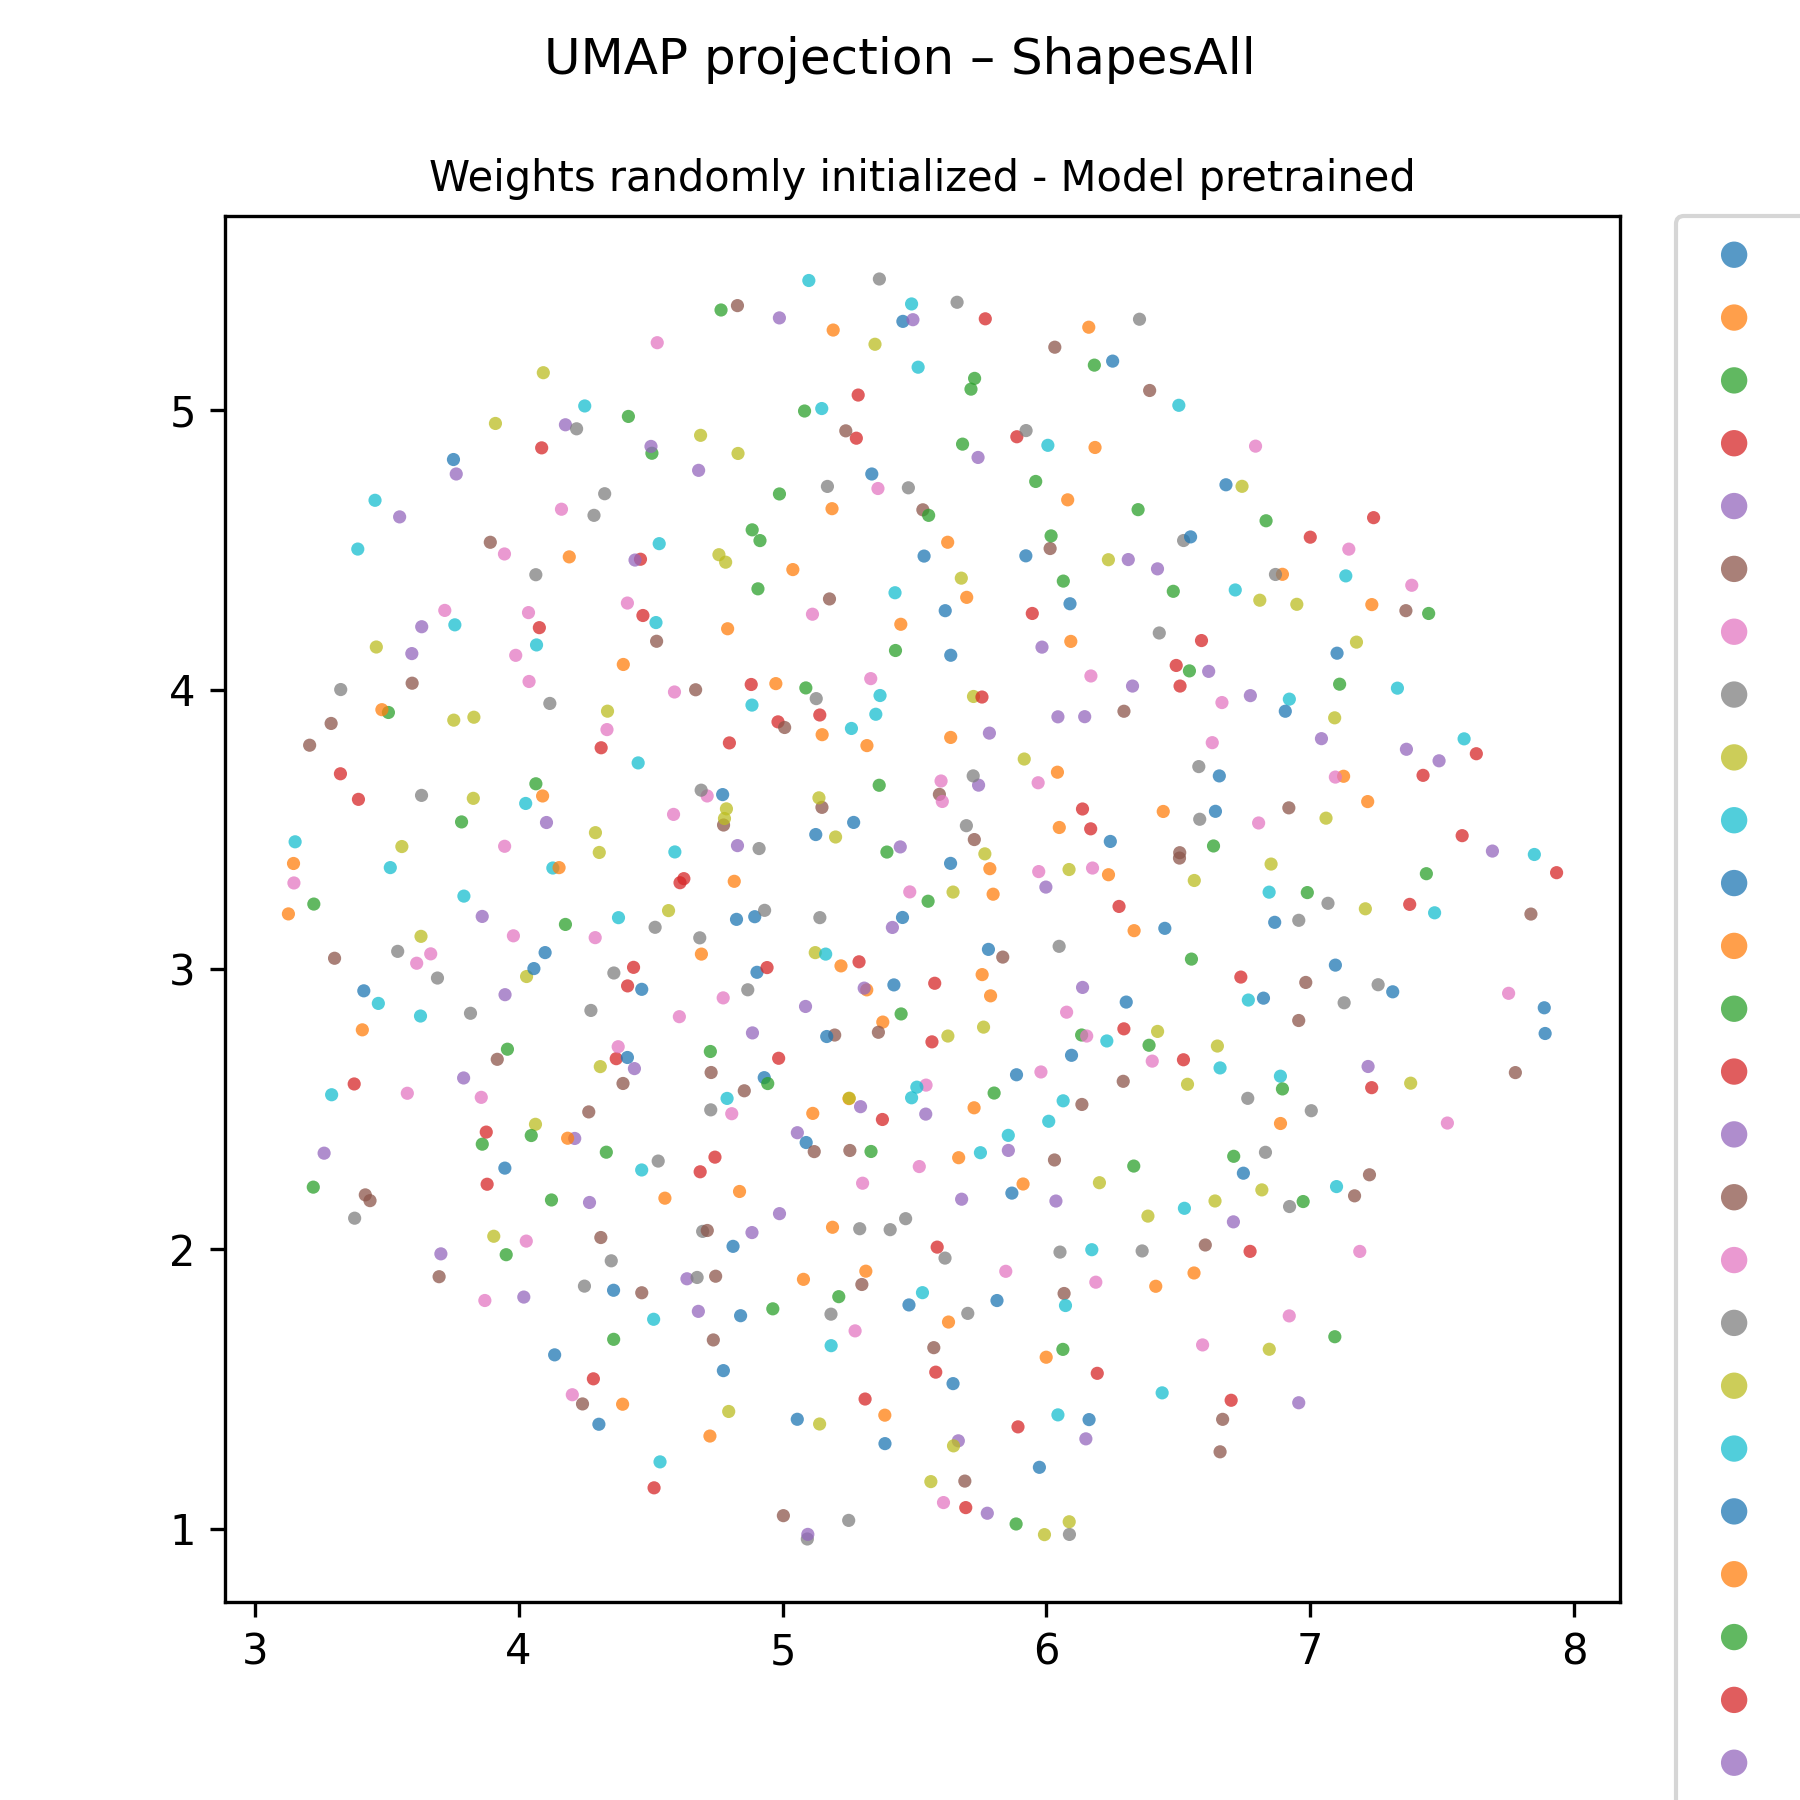 UMAP projection – ShapesAll
Weights randomly initialized - Model pretrained
5
4
3
2
1
3 4 5 6 7 8